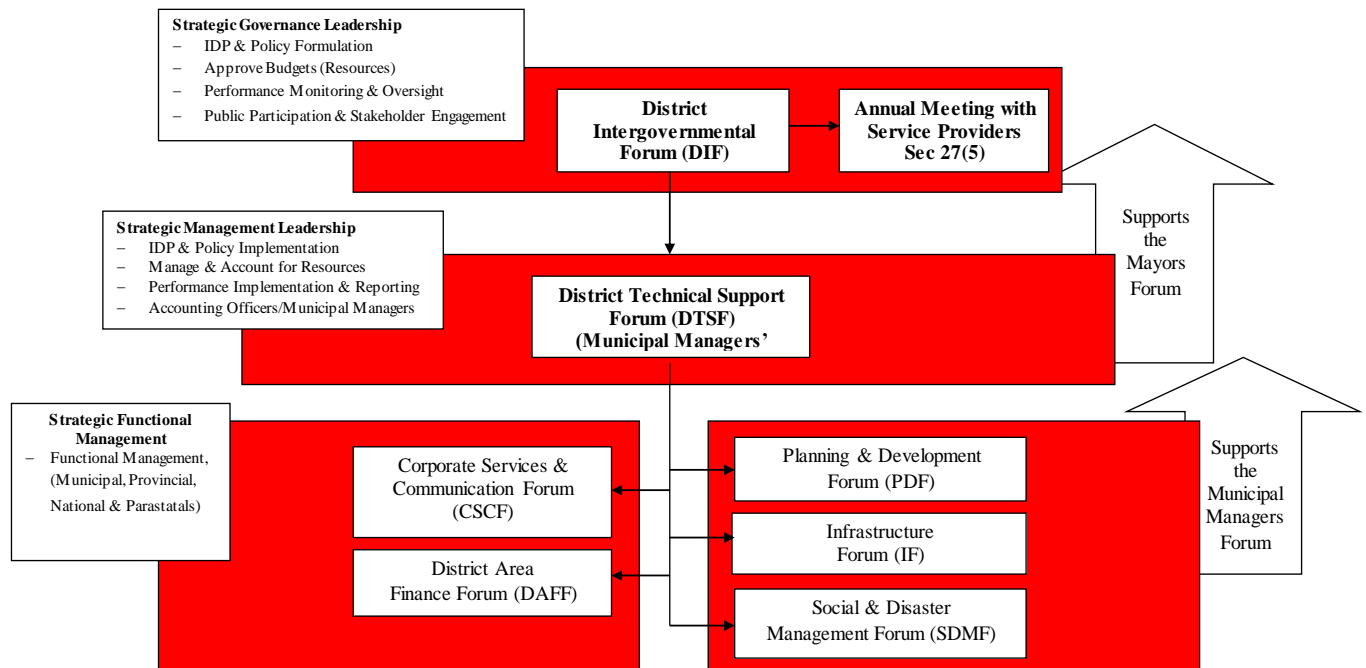 Strategic Governance Leadership
– IDP & Policy Formulation
– Approve Budgets (Resources)
– Performance Monitoring & Oversight
– Public Participation & Stakeholder Engagement
District
Intergovernmental
Forum (DIF)
Annual Meeting with
Service Providers
Sec 27(5)
Supports
the
Mayors
Forum
Strategic Management Leadership
– IDP & Policy Implementation
– Manage & Account for Resources
– Performance Implementation & Reporting
– Accounting Officers/Municipal Managers
District Technical Support
Forum (DTSF)
(Municipal Managers’
Strategic Functional
Management
– Functional Management,
(Municipal, Provincial,
National & Parastatals)
Corporate Services &
Communication Forum
(CSCF)
District Area
Finance Forum (DAFF)
Planning & Development
Forum (PDF)
Infrastructure
Forum (IF)
Social & Disaster
Management Forum (SDMF)
Supports
the
Municipal
Managers
Forum